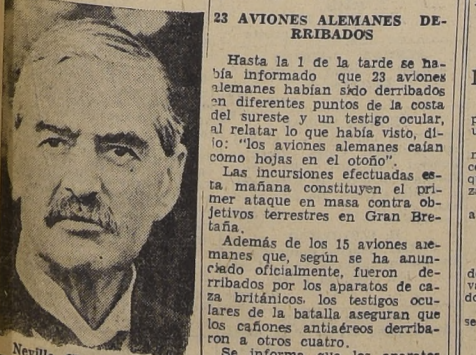 23 AVIONES ALEMANES DE-
RRIBADOS
Hasta la 1 de la tarde se ha-
bía informado que 23 aviones
alemanes habían sido derribados
en diferentes puntos de la costa
del sureste y un testigo ocular,
al relatar lo que había visto, di-
jo: "los aviones alemanes caían
como hojas en el otoño".
Las incursiones efectuadas es-
ta mañana constituyen el pri-
mer ataque en masa contra ob-
jetivos terrestres en Gran Bre-
taña.
Además de los 15 aviones ale-
manes que, según se ha anun-
ciado oficialmente, fueron de-
rribados por los aparatos de ca-
za británicos, los testigos ocu-
lares de la batalla aseguran que
los cañones antiaéreos derriba-
ron a otros cuatro.
Se informa que los aparatos